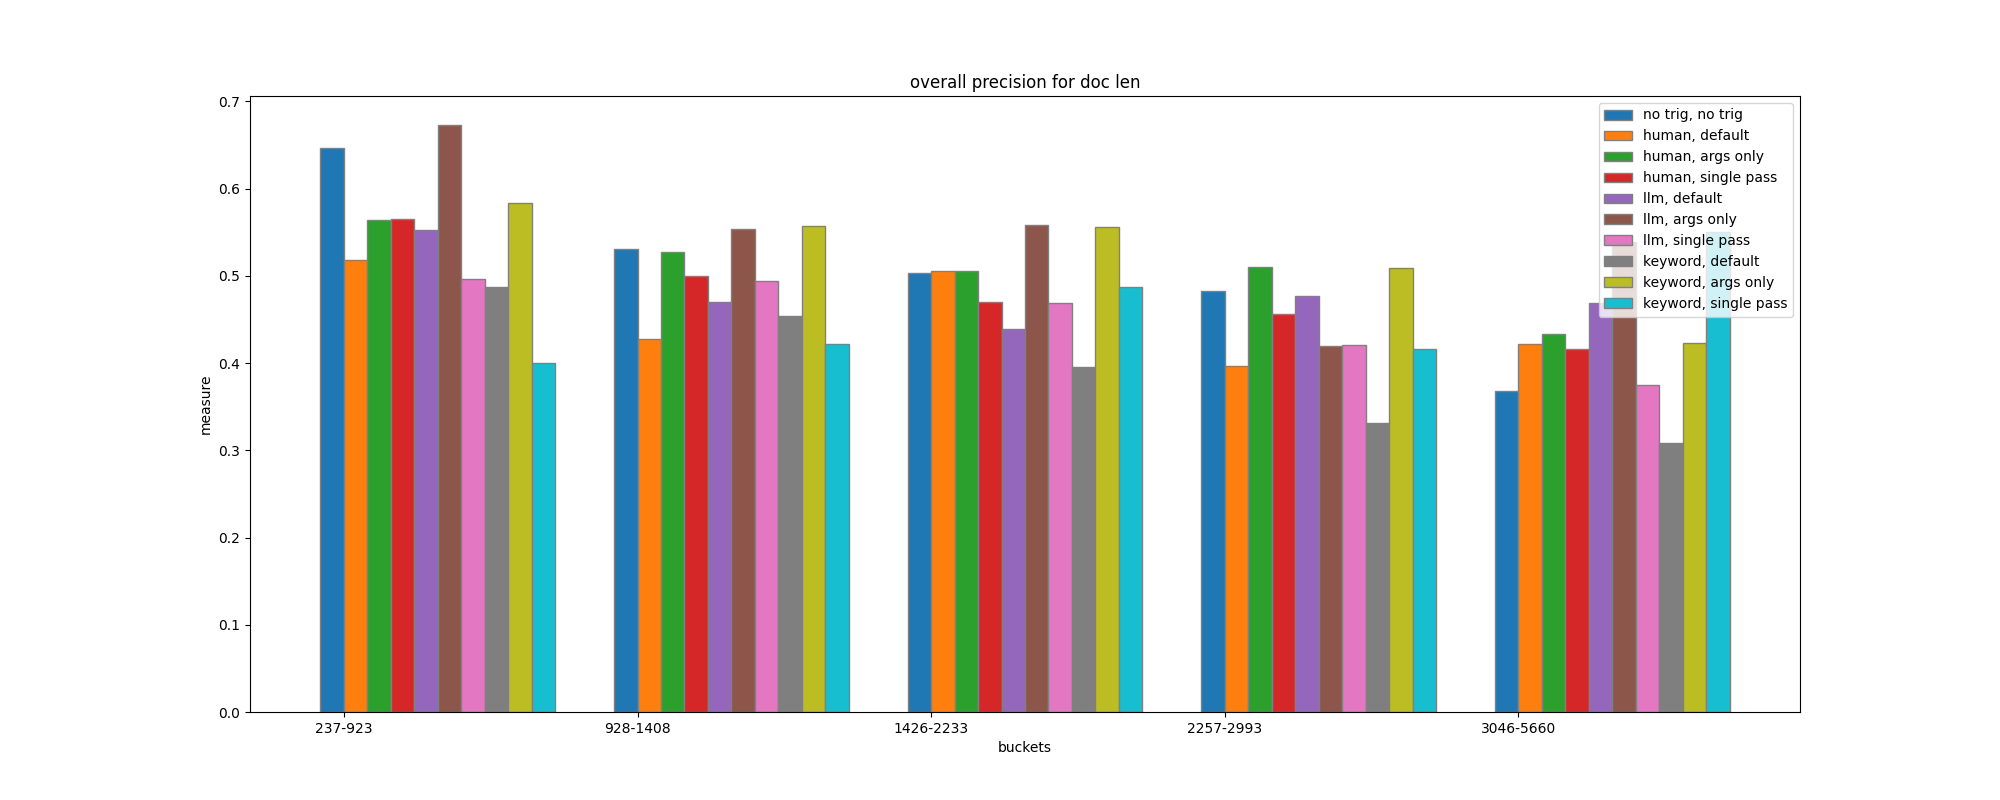 overall precision for doc len
0.7
0.6
0.5
0.4
0.3
0.2
0.1
0.0
measure
no trig, no trig
human, default
human, args only
human, single pass
llm, default
llm, args only
llm, single pass
keyword, default
keyword, args only
keyword, single pass
237-923 928-1408 1426-2233 2257-2993 3046-5660
buckets